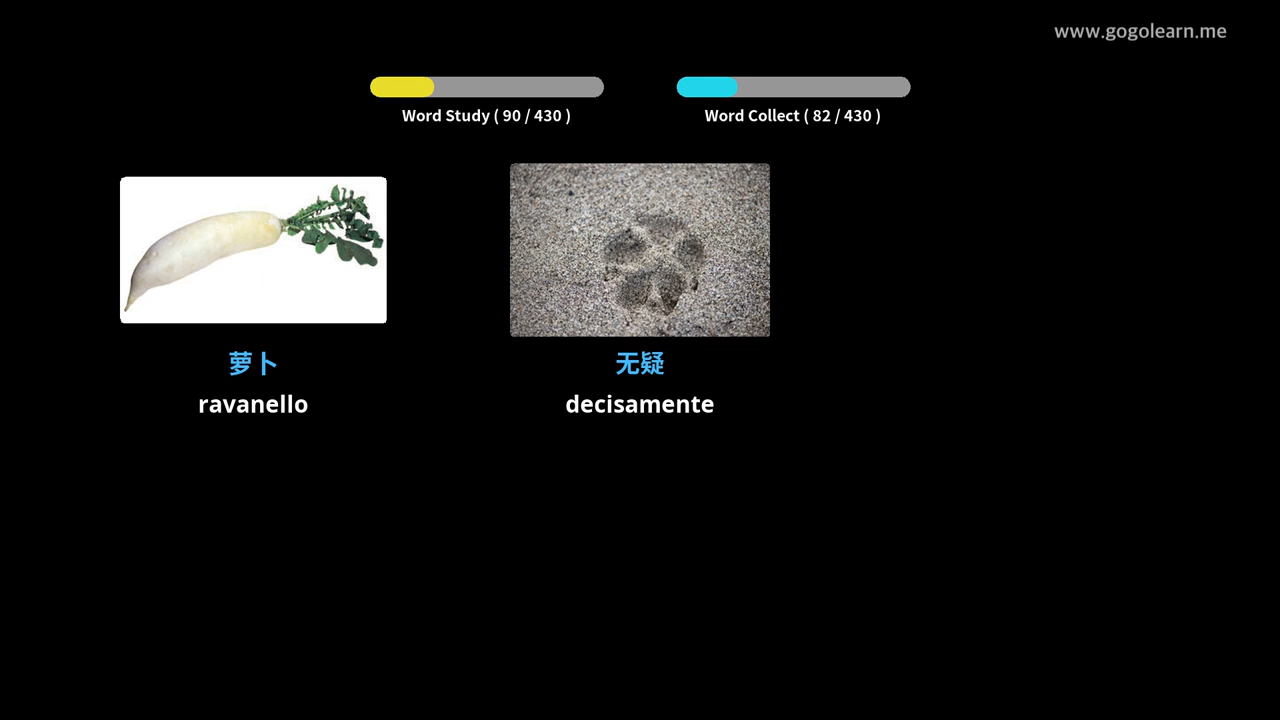 www.gogolearn.me
Word Study ( 90 / 430 )
Word Collect ( 82 / 430 )
萝卜
ravanello
无疑
decisamente